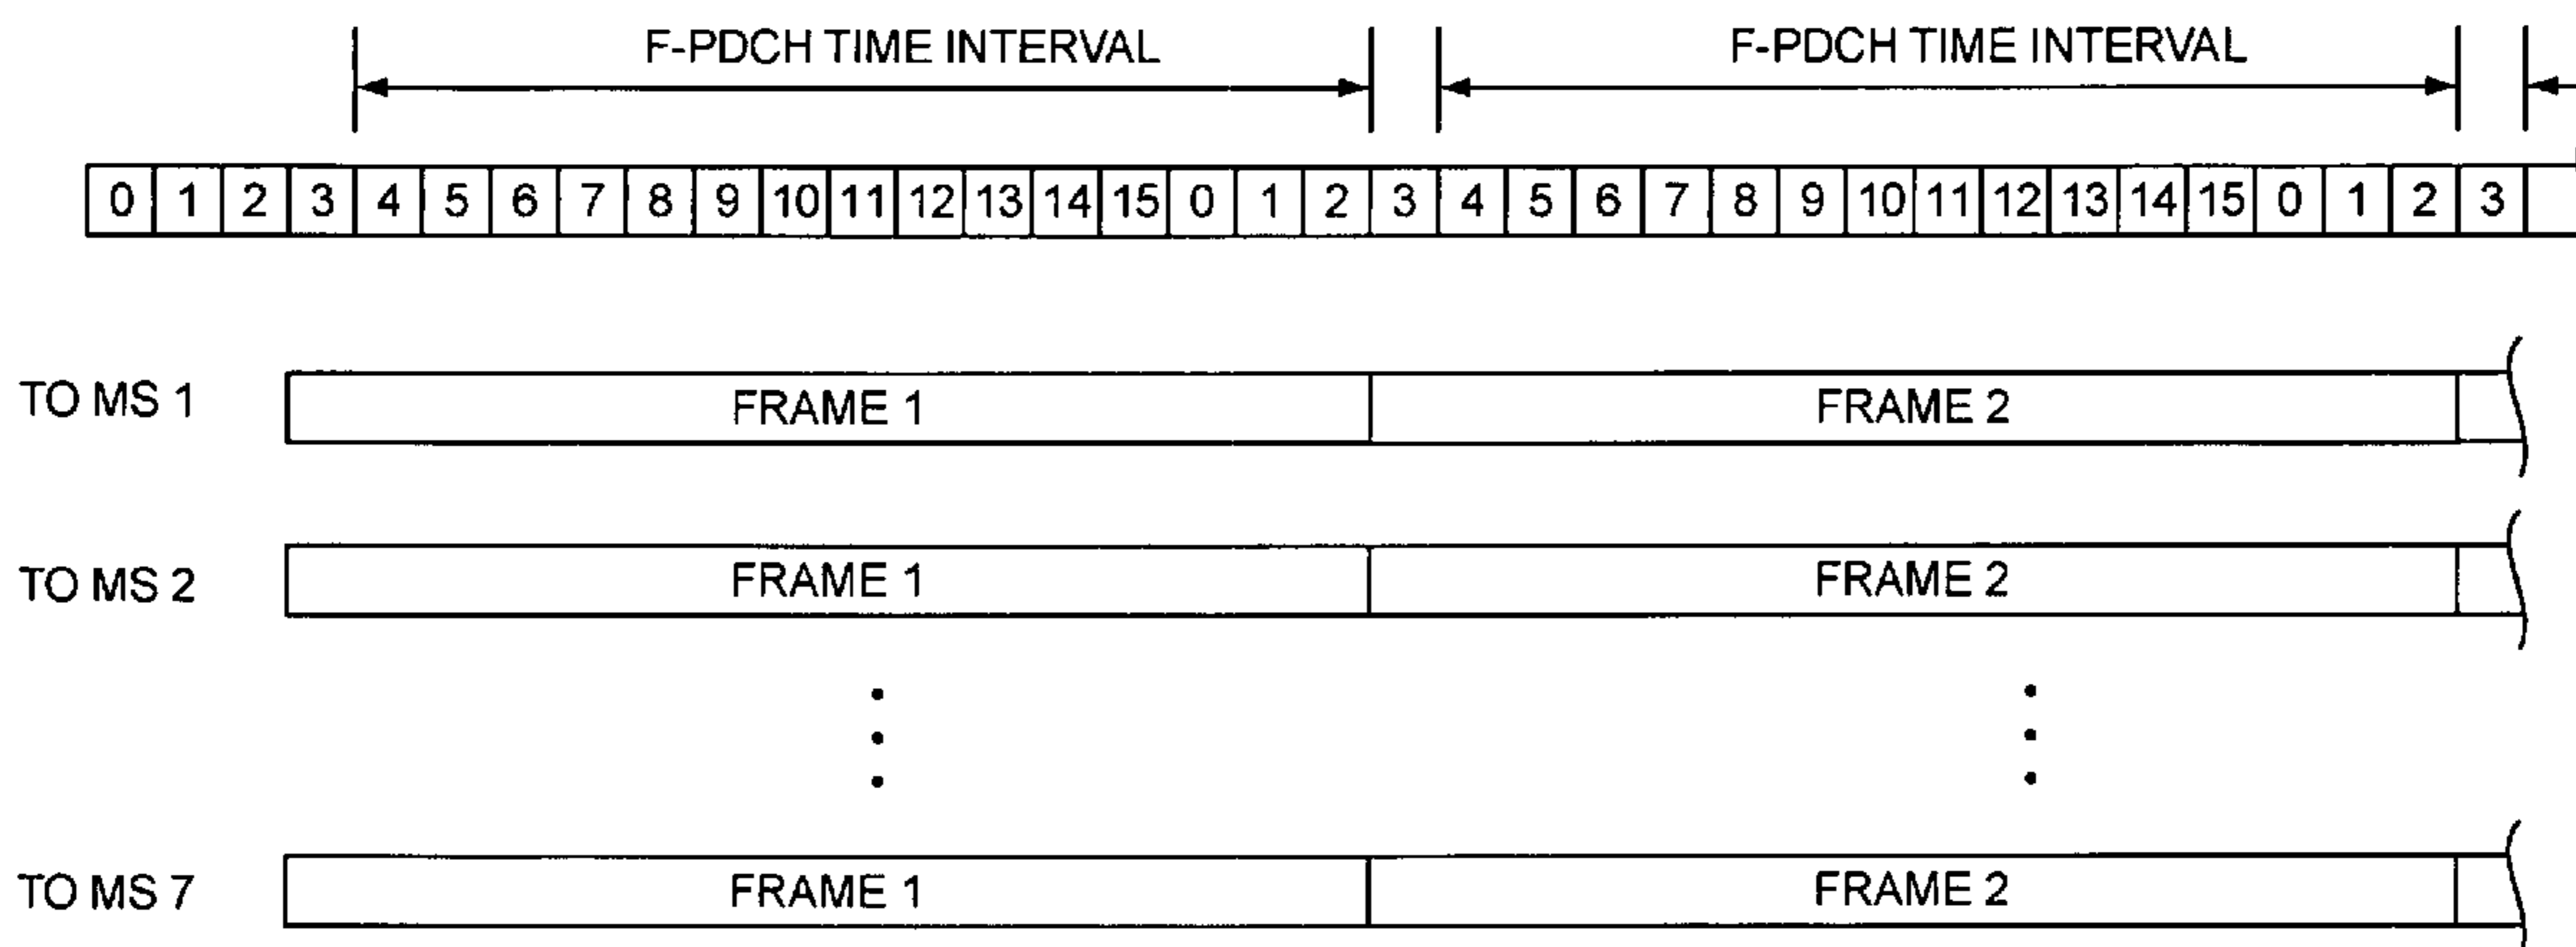 F-PDCH TIME INTERVAL F-PDCH TIME INTERVAL
0 1 2 3 4 5 6 7 8 9 10 11 12 13 14 15 0 1 2 3 4 5 6 7 8 9 10 11 12 13 14 15 0 1 2 3
TO MS 1 FRAME 1 FRAME 2
TO MS 2 FRAME 1 FRAME 2
TO MS 7 FRAME 1 FRAME 2